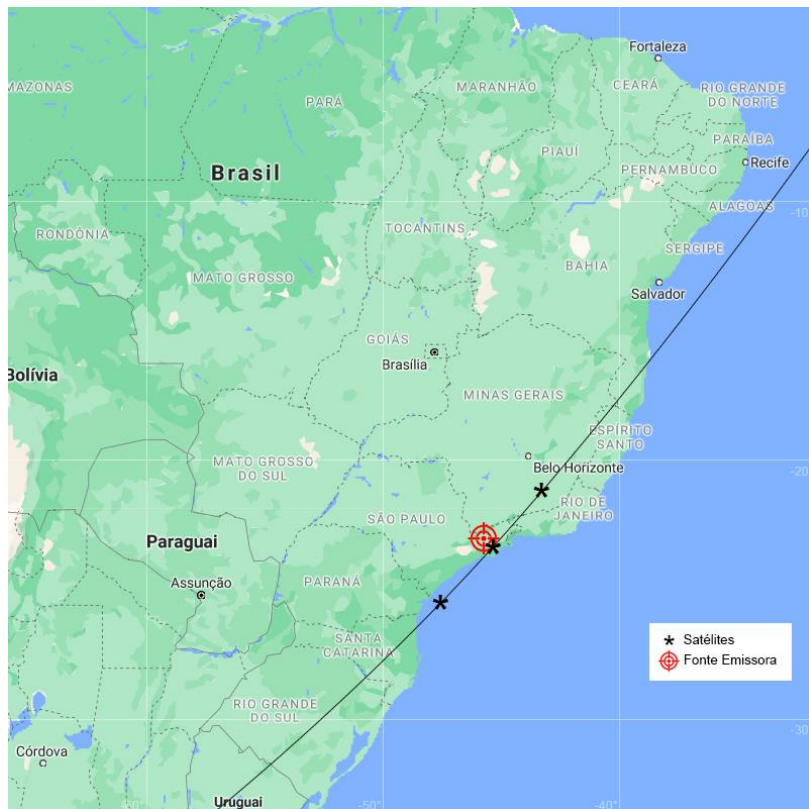 Fortaleza
AMAZONAS
MARANHÃO
CEARÁ
RIO GRANDE
DO NORTE
PARÁ
PARAÍBA
PIAUÍ
Recife
Brasil
PERNAMBUCO
ALAGOAS
-10
TOCANTINS
RONDÔNIA
SERGIPE
BAHIA
MATO GROSSO
Salvador
GOIÁS
Brasília
Bolívia
MINAS GERAIS
ESPÍRITO
SANTO
MATO GROSSO
DO SUL
Belo Horizonte
-20
RIO DE
JANEIRO
SÃO PAULO
Paraguai
Assunção
PARANÁ
SANTA
CATARINA
Satélites
Fonte Emissora
RIO GRANDE
DO SUL
-30
Córdova
Uruguai
-60
-50
-40